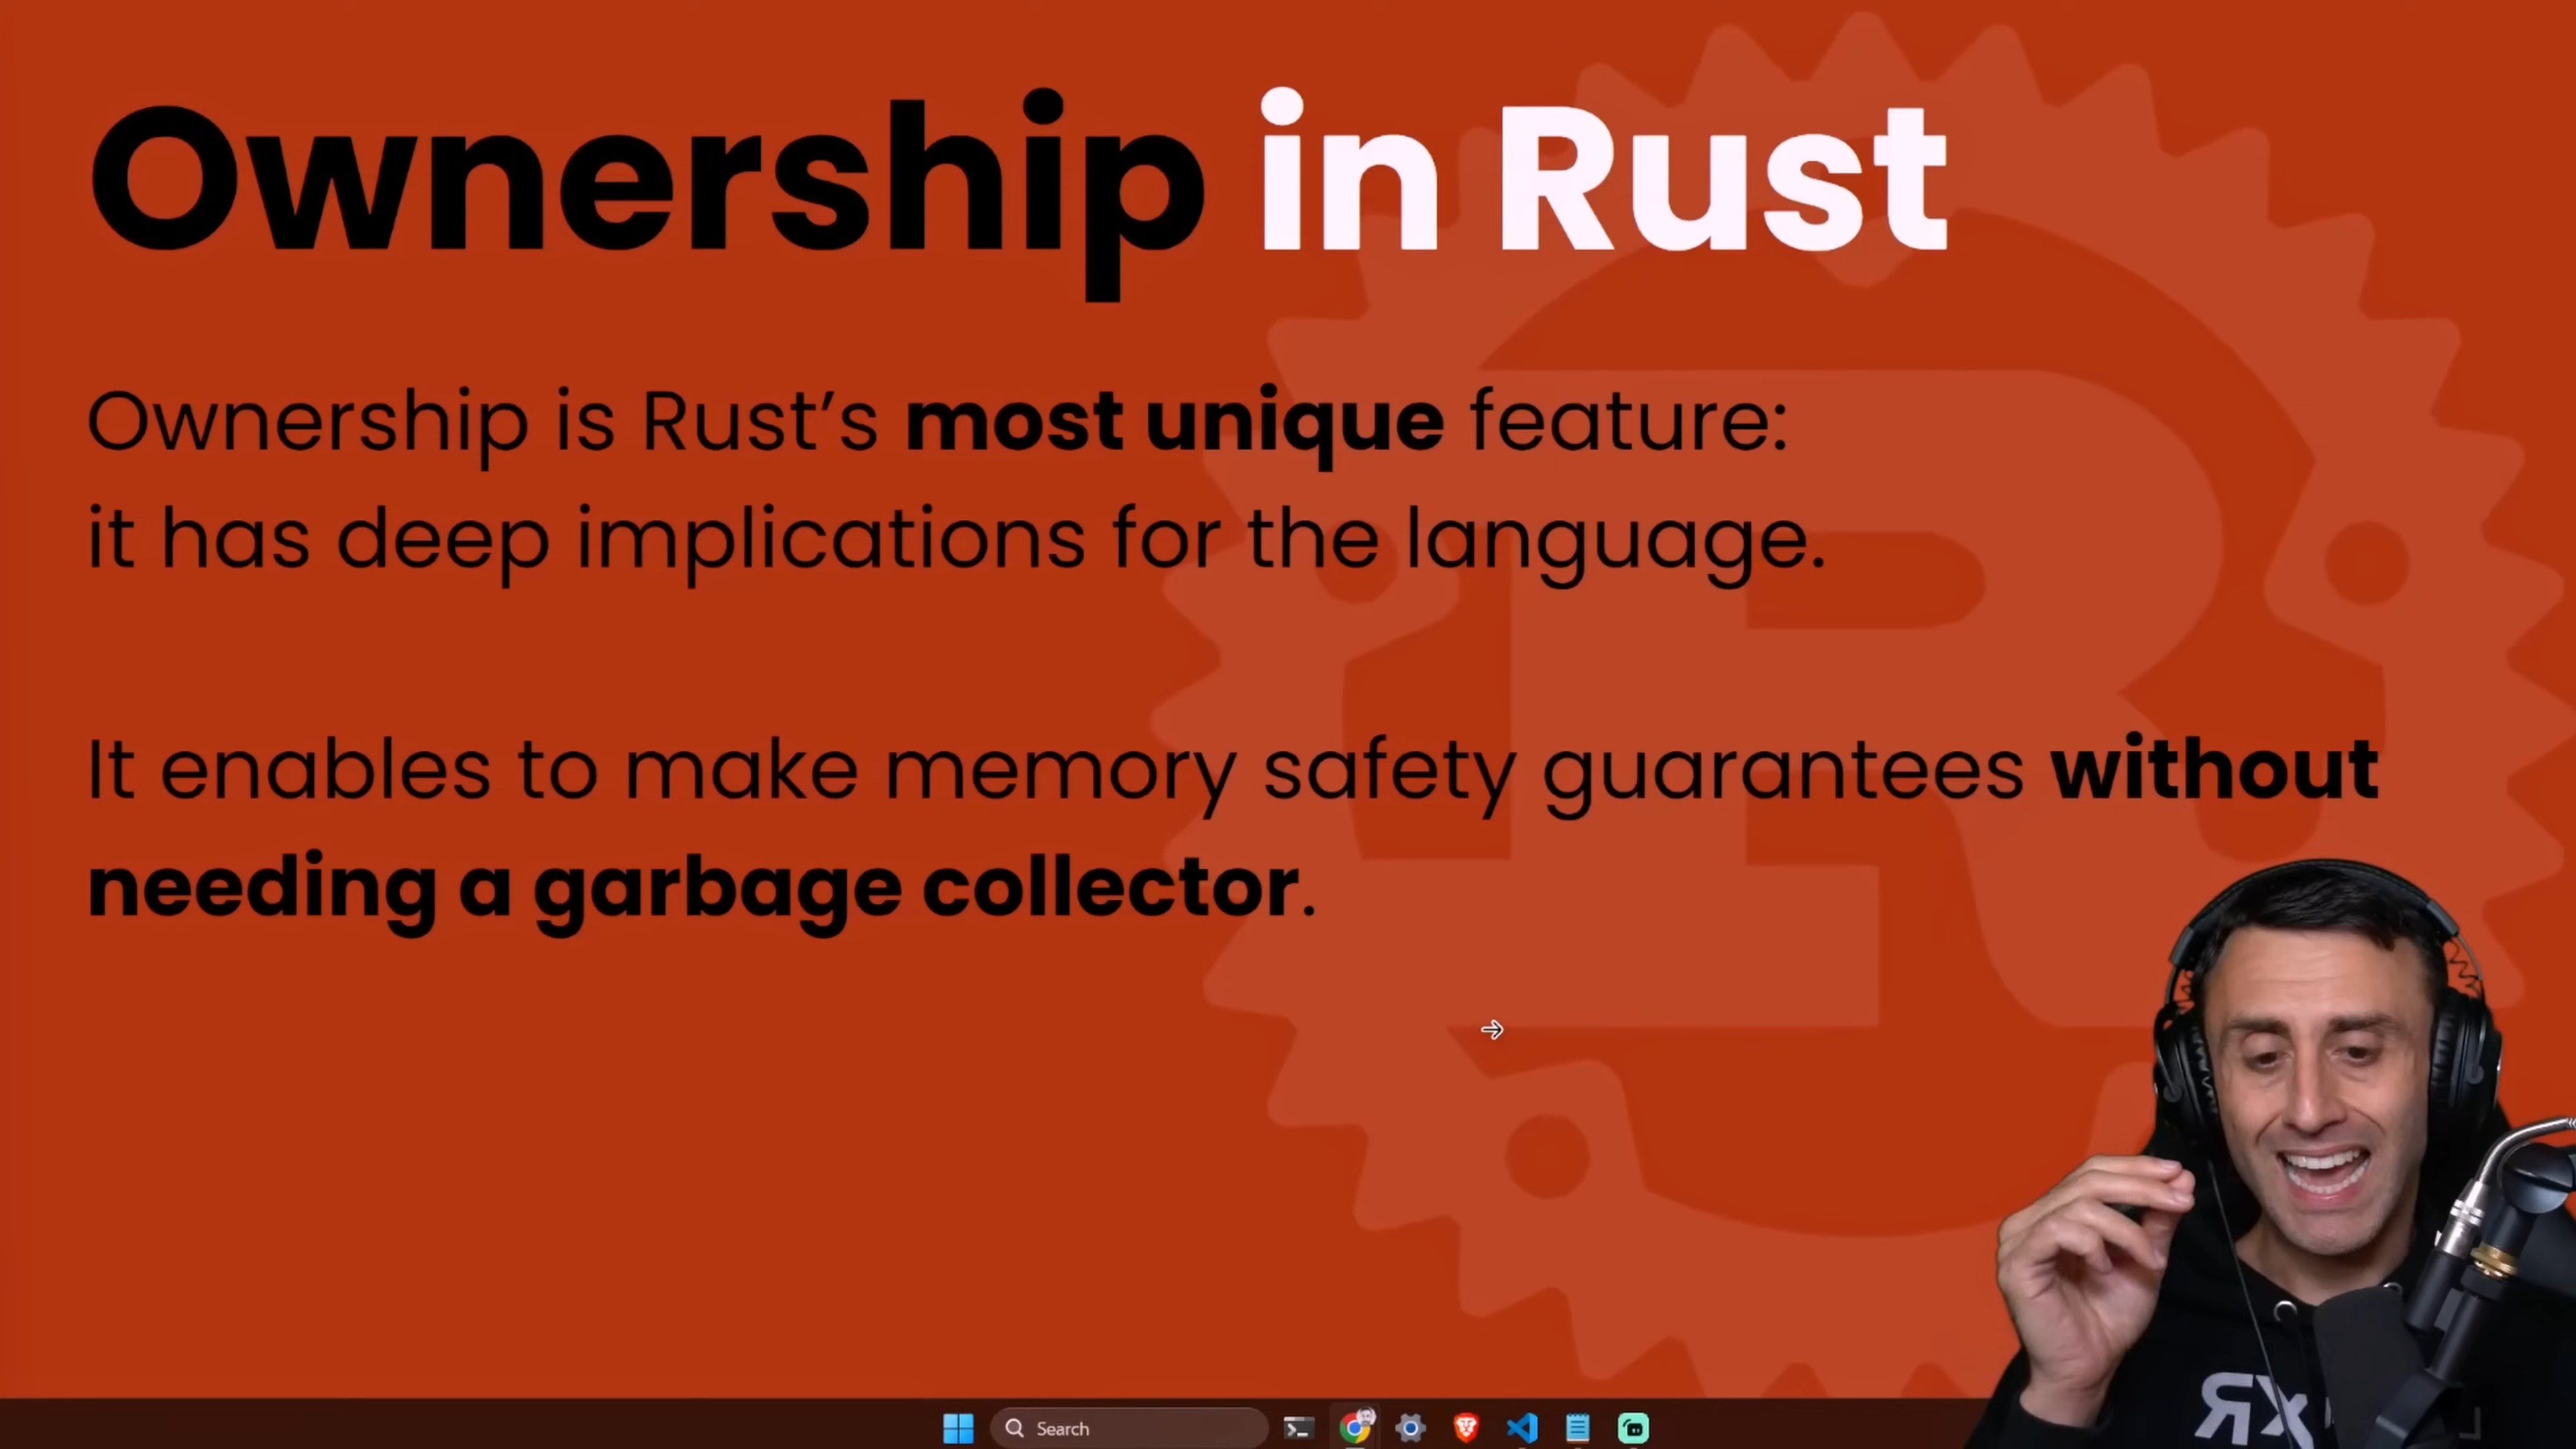 Ownership in Rust
Ownership is Rust’s most unique feature:
it has deep implications for the language.
It enables to make memory safety guarantees without
needing a garbage collector.
Search